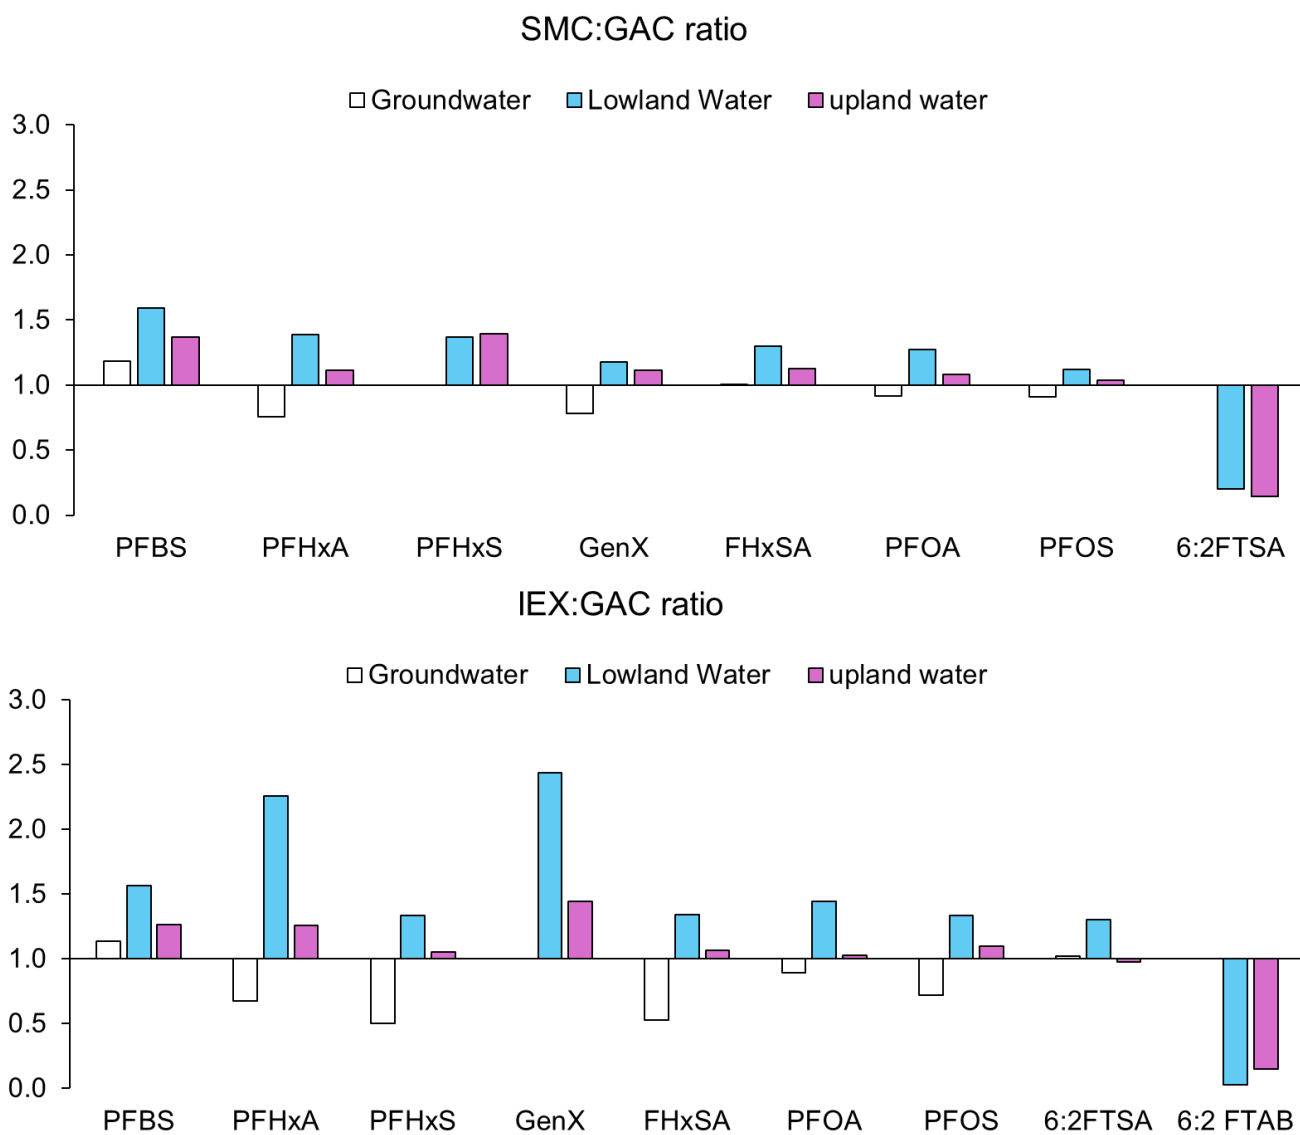 SMC:GAC ratio
Groundwater Lowland Water upland water
3.0
2.5
2.0
1.5
1.0
0.5
0.0
PFBS PFHxA PFHxS GenX FHxSA PFOA PFOS 6:2FTSA
IEX:GAC ratio
Groundwater Lowland Water upland water
3.0
2.5
2.0
1.5
1.0
0.5
0.0
PFBS PFHxA PFHxS GenX FHxSA PFOA PFOS 6:2FTSA 6:2 FTAB